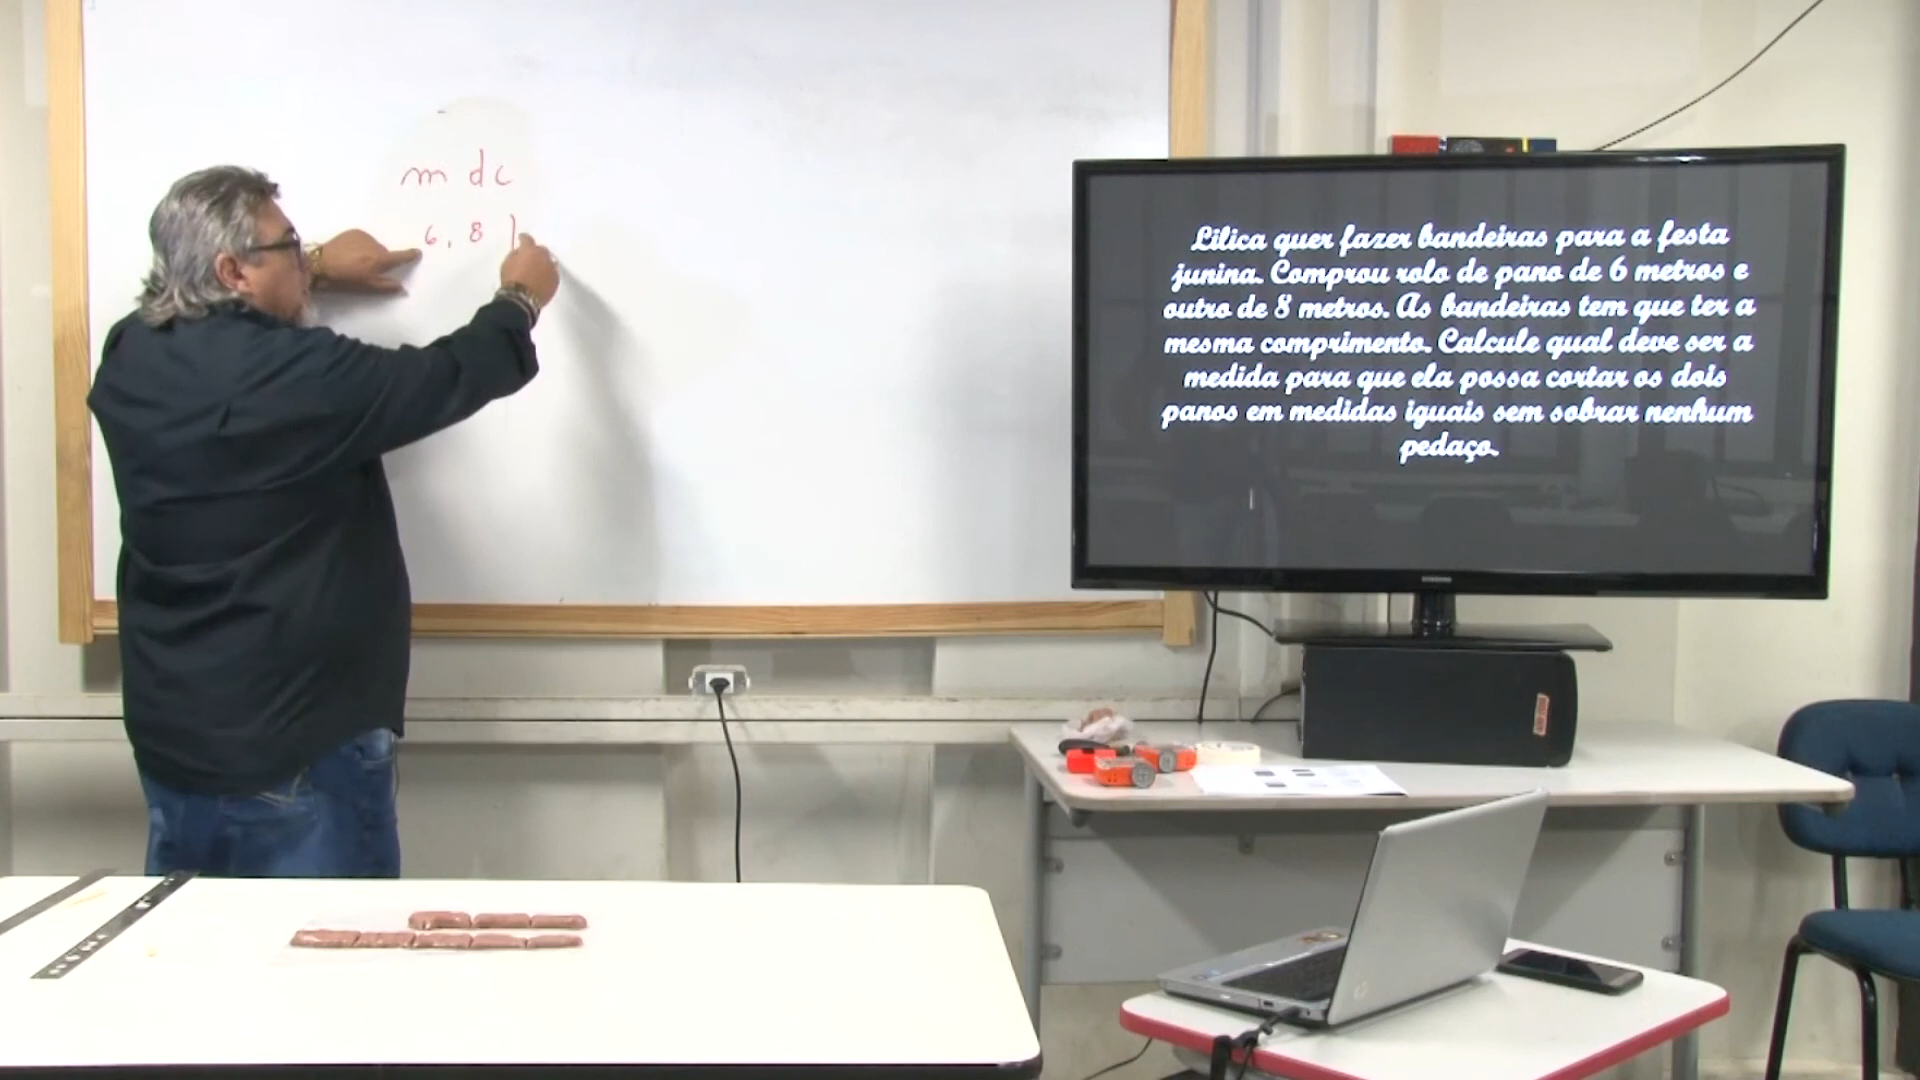 m d c
6, 8
Lilica quer fazer bandeiras para a festa
junina. Comprou rolo de pano de 6 metros e
outro de 8 metros. As bandeiras tem que ter a
mesma comprimento. Calcule qual deve ser a
medida para que ela possa cortar os dois
panos em medidas iguais sem sobrar nenhum
pedaço.
SAMSUNG
hp